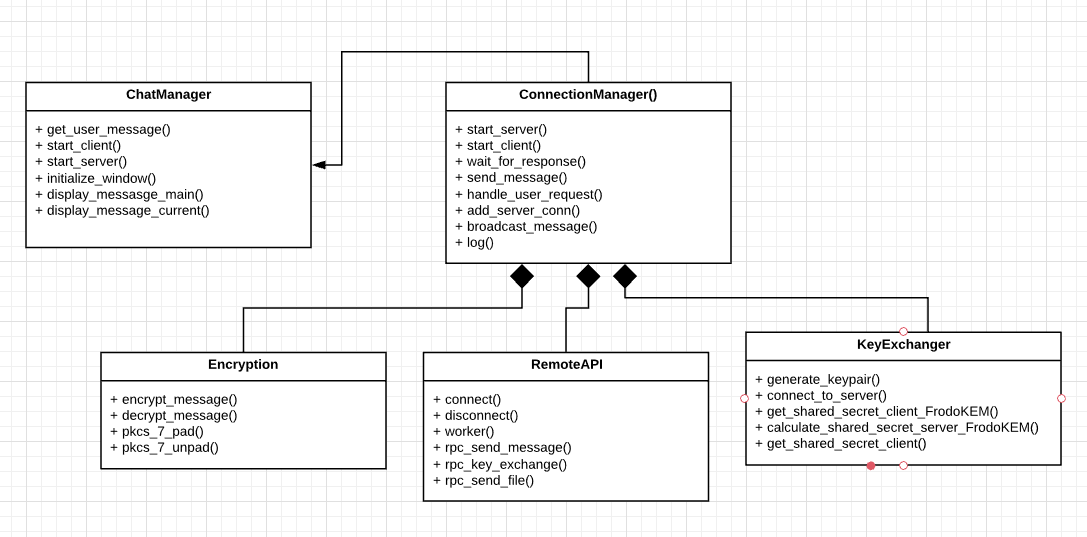 ChatManager
+ get_user_message()
+ start_client()
+ start_server()
+ initialize_window()
+ display_messasge_main()
+ display_message_current()
ConnectionManager()
+ start_server()
+ start_client()
+ wait_for_response()
+ send_message()
+ handle_user_request()
+ add_server_conn()
+ broadcast_message()
+ log()
Encryption
+ encrypt_message()
+ decrypt_message()
+ pkcs_7_pad()
+ pkcs_7_unpad()
RemoteAPI
+ connect()
+ disconnect()
+ worker()
+ rpc_send_message()
+ rpc_key_exchange()
+ rpc_send_file()
KeyExchanger
+ generate_keypair()
+ connect_to_server()
+ get_shared_secret_client_FrodoKEM()
+ calculate_shared_secret_server_FrodoKEM()
+ get_shared_secret_client()